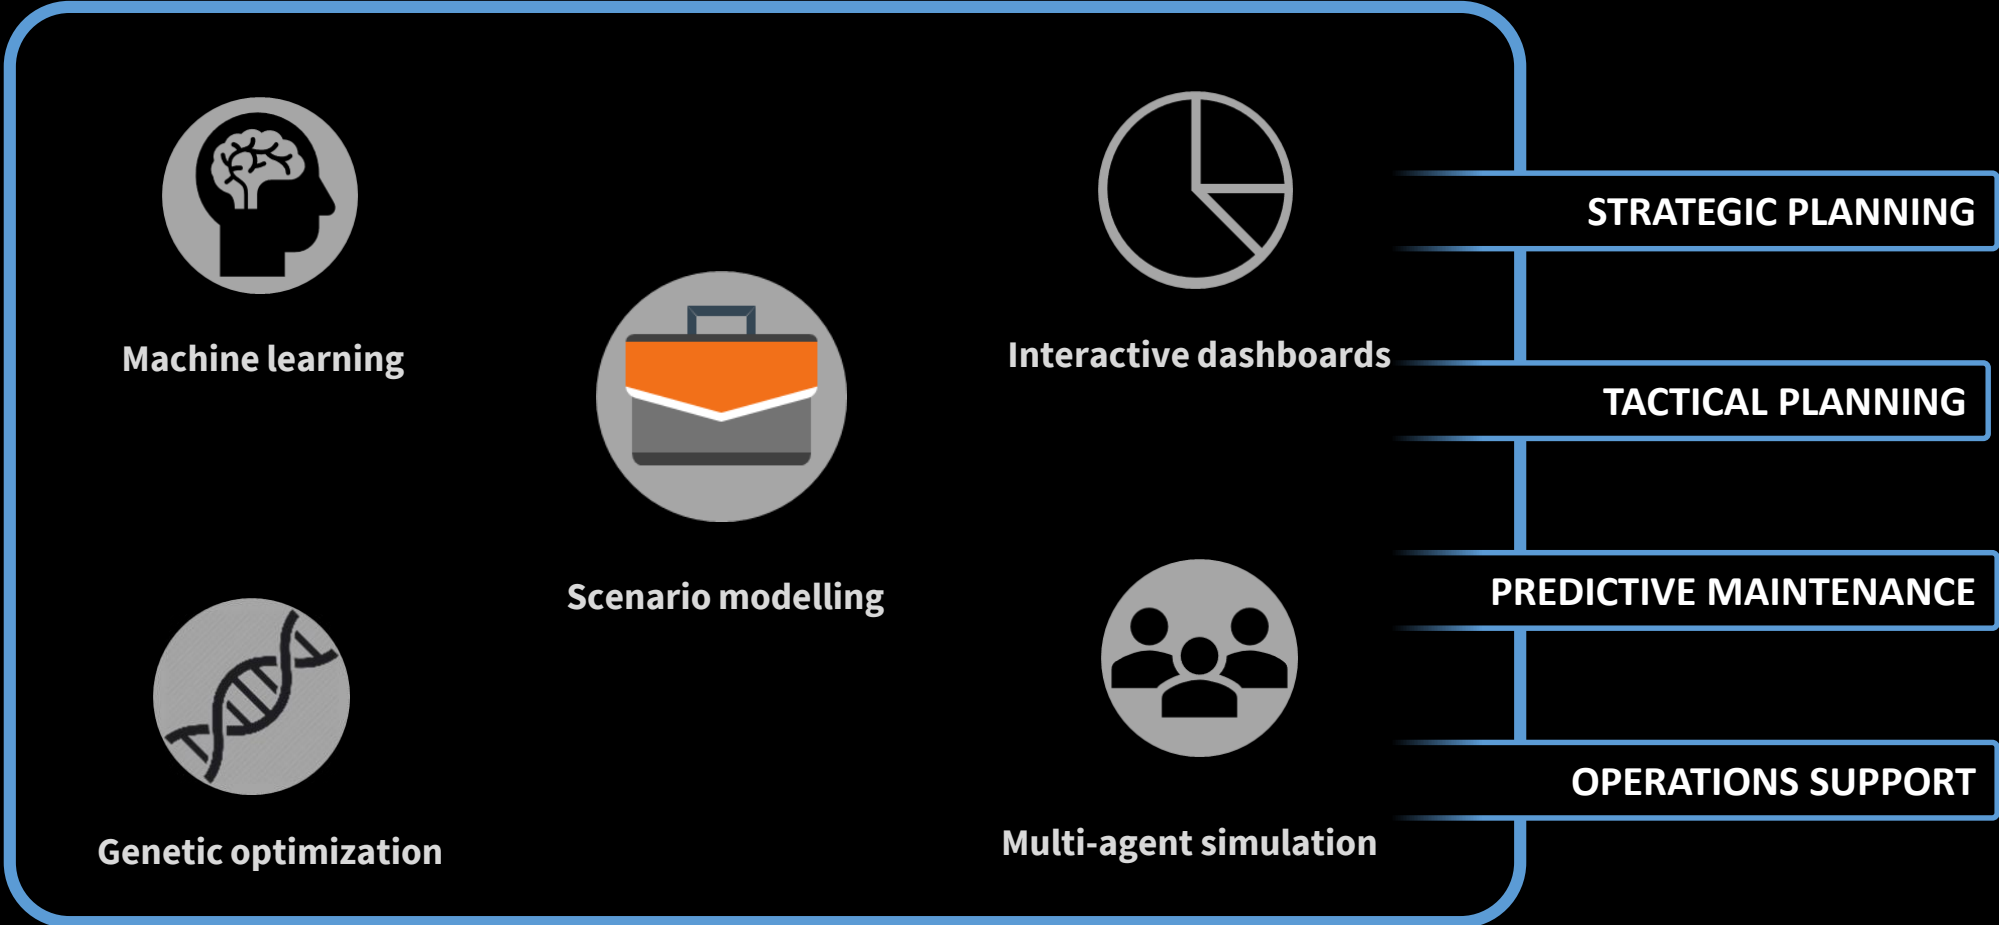 Machine learning
Interactive dashboards
Scenario modelling
Genetic optimization
Multi-agent simulation
STRATEGIC PLANNING
TACTICAL PLANNING
PREDICTIVE MAINTENANCE
OPERATIONS SUPPORT